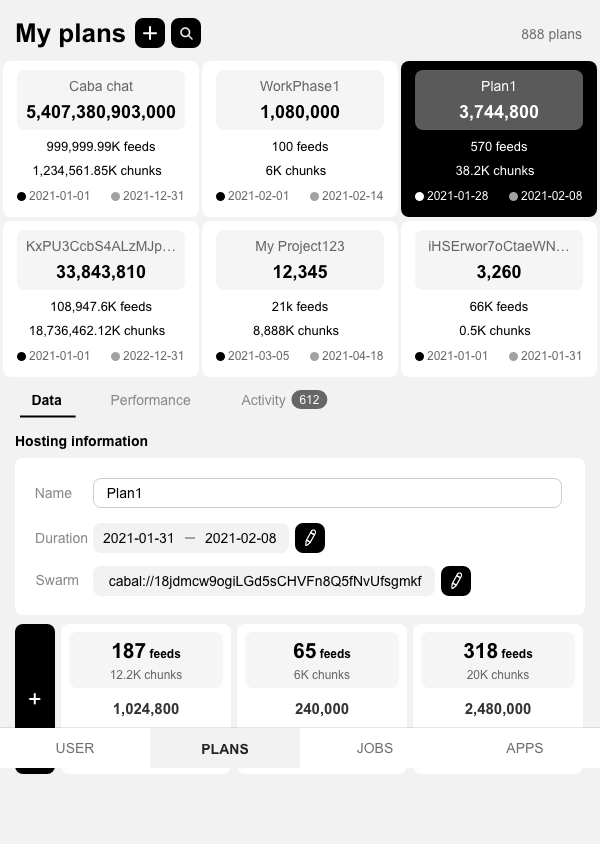 My plans
888 plans
Caba chat
5,407,380,903,000
999,999.99K feeds
1,234,561.85K chunks
2021-01-01 2021-12-31
WorkPhase1
1,080,000
100 feeds
6K chunks
2021-02-01 2021-02-14
Plan1
3,744,800
570 feeds
38.2K chunks
2021-01-28 2021-02-08
KxPU3CcbS4ALzMJp…
33,843,810
108,947.6K feeds
18,736,462.12K chunks
2021-01-01 2022-12-31
My Project123
12,345
21k feeds
8,888K chunks
2021-03-05 2021-04-18
iHSErwor7oCtaeWN…
3,260
66K feeds
0.5K chunks
2021-01-01 2021-01-31
Data Performance Activity 612
Hosting information
Name Plan1
Duration 2021-01-31 — 2021-02-08
Swarm cabal://18jdmcw9ogiLGd5sCHVFn8Q5fNvUfsgmkf
+
187 feeds
12.2K chunks
1,024,800
65 feeds
6K chunks
240,000
318 feeds
20K chunks
2,480,000
USER PLANS JOBS APPS